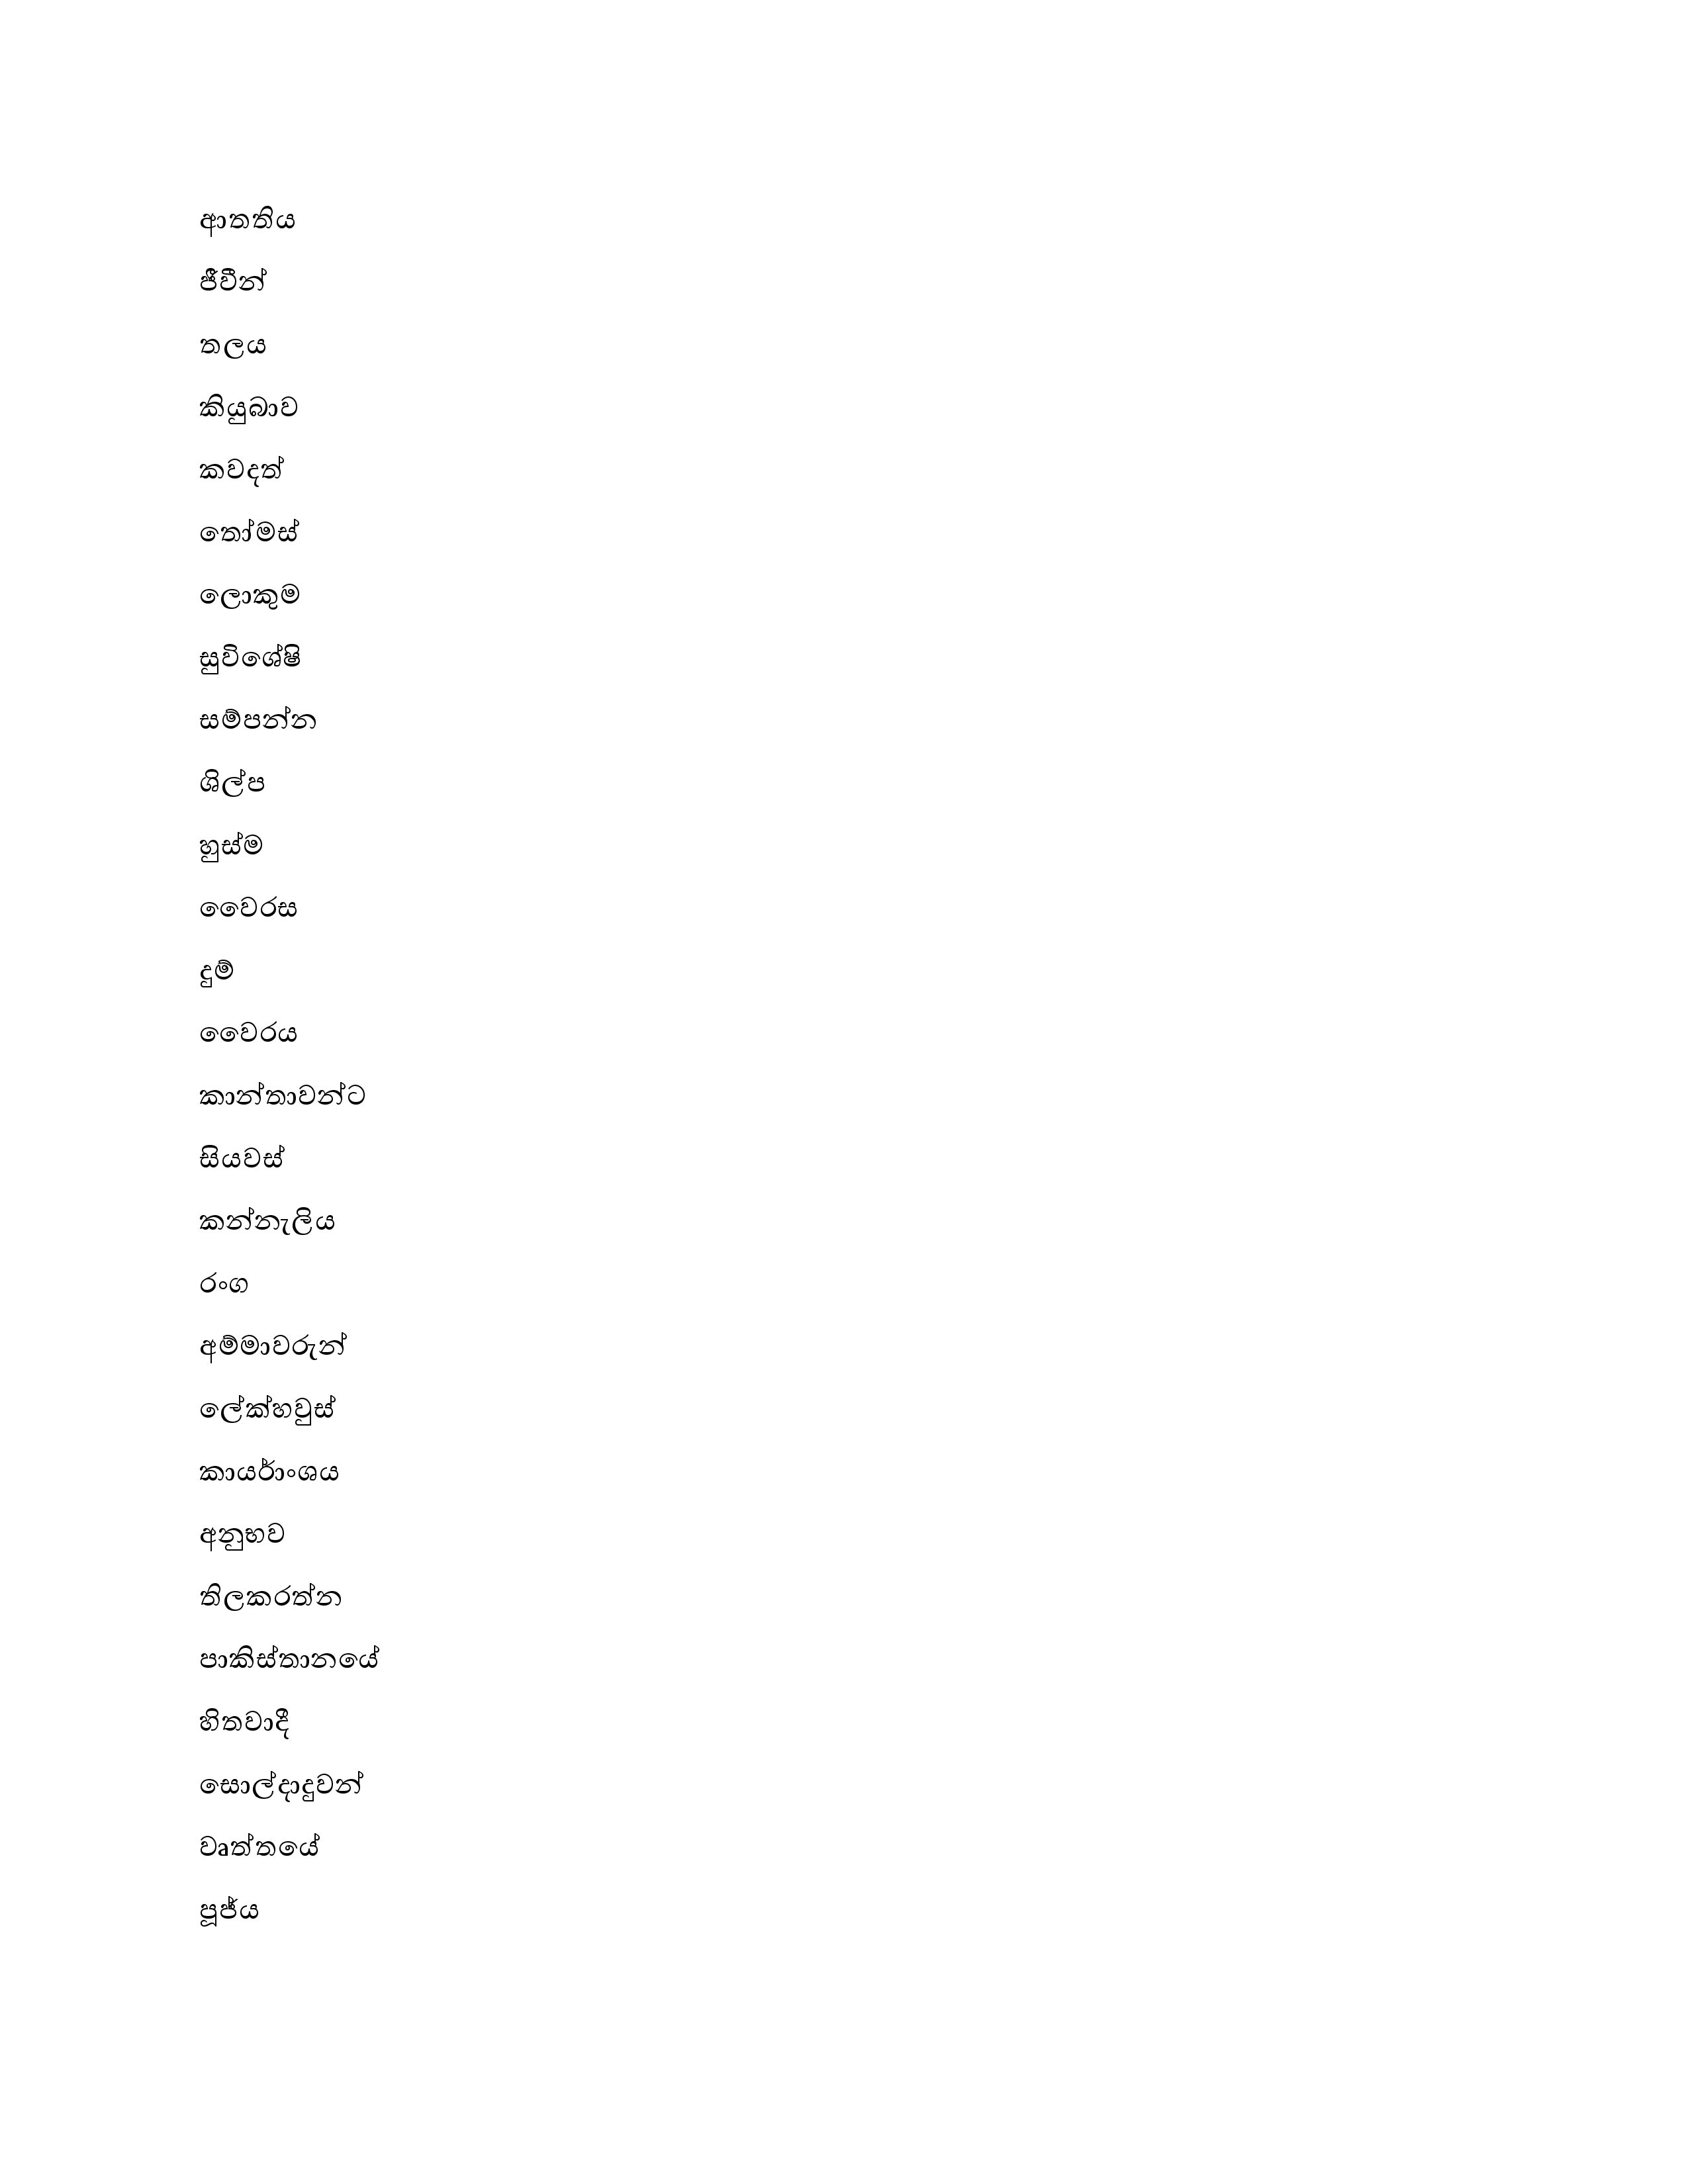 ආතතිය
ජීවීන්
තලය
කියුබාව
කවදත්
තෝමස්
ලොකුම
සුවිශේෂි
සම්පන්න
ශිල්ප
හුස්ම
වෛරස
දුම්
වෛරය
කාන්තාවන්ට
සියවස්
කන්නැලිය
රංග
අම්මාවරුන්
ලේක්හවුස්
කාර්යාංශය
අනුභව
තිලකරත්න
පාකිස්තානයේ
හිතවාදී
සොල්දාදුවන්
වෘත්තයේ
පූජ්ය